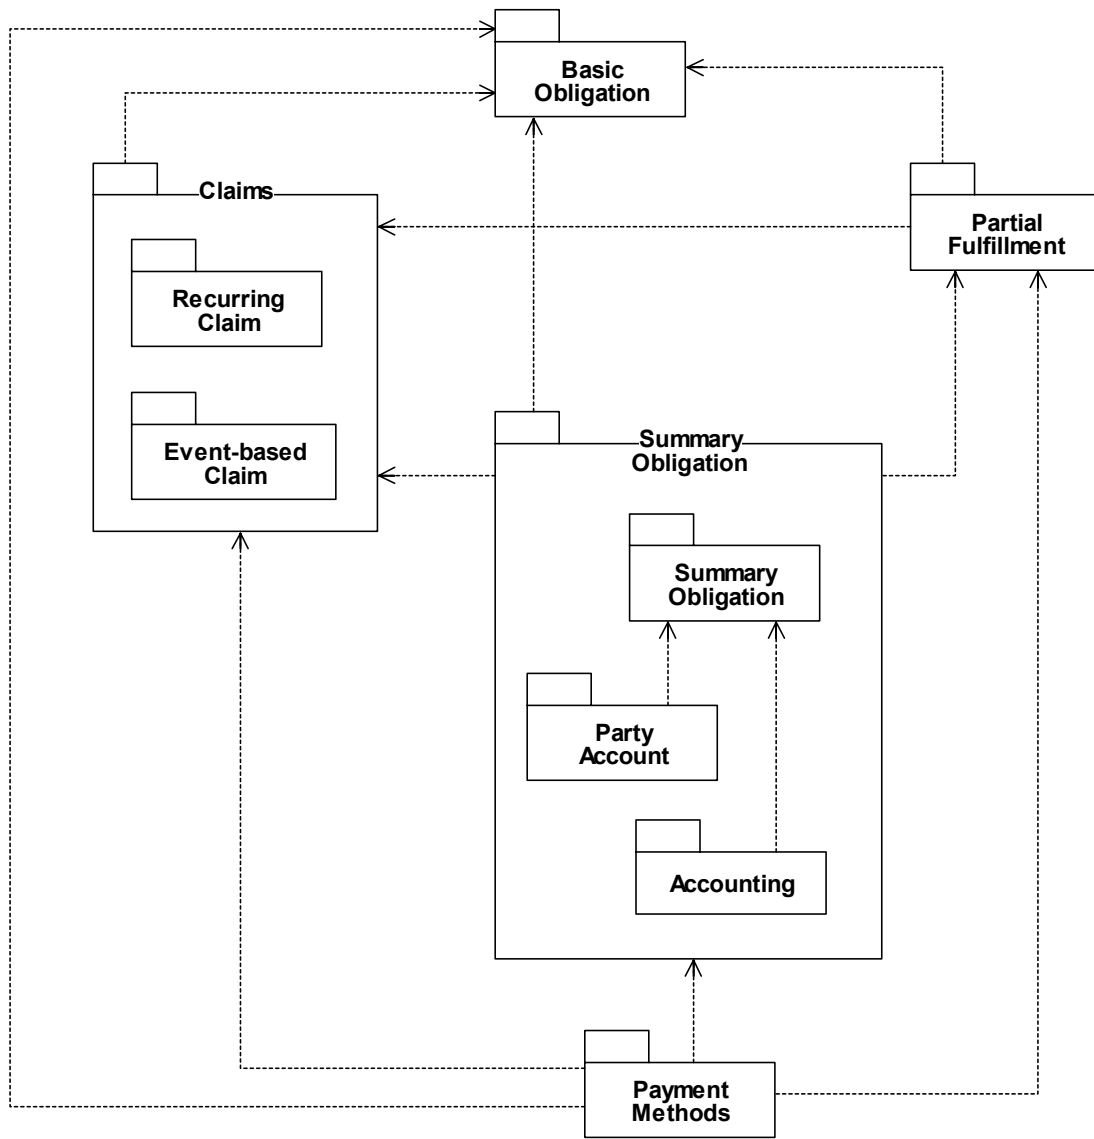 Basic
Obligation
Claims
Partial
Fulfillment
Recurring
Claim
Event-based
Claim
Summary
Obligation
Summary
Obligation
Party
Account
Accounting
Payment
Methods